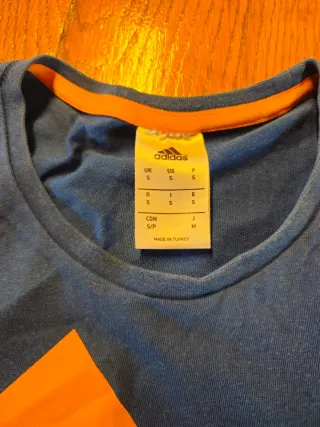 adidas
UK US F
S S S
D I E
S S S
CDN J
S/P M
MADE IN TURKEY